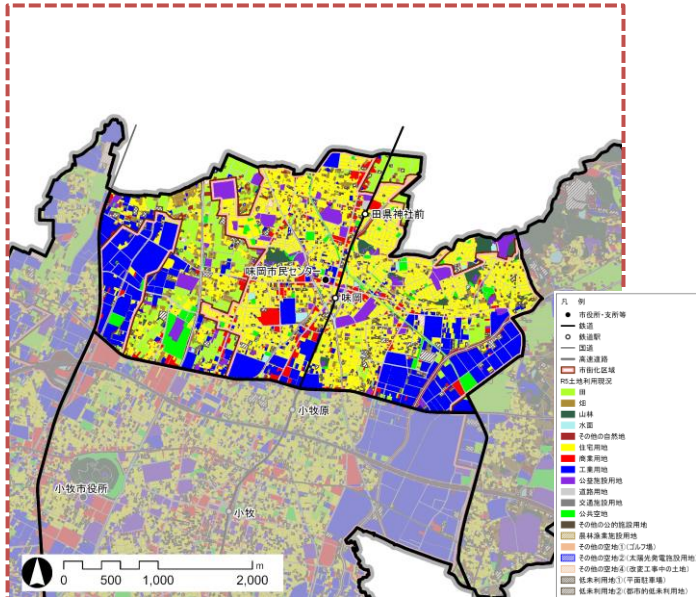 田県神社前
味岡市民センター
味岡
小牧原
小牧市役所
小牧
0 500 1,000 2,000
m
凡 例
市役所・支所等
鉄道
鉄道駅
国道
高速道路
市街化区域
R5土地利用現況
田
畑
山林
水面
その他の自然地
住宅用地
商業用地
工業用地
公益施設用地
道路用地
交通施設用地
公共空地
その他の公的施設用地
農林漁業施設用地
その他の空地①(ゴルフ場)
その他の空地②(太陽光発電施設用地)
その他の空地④(改変工事中の土地)
低未利用地①(平面駐車場)
低未利用地②(都市的低未利用地)